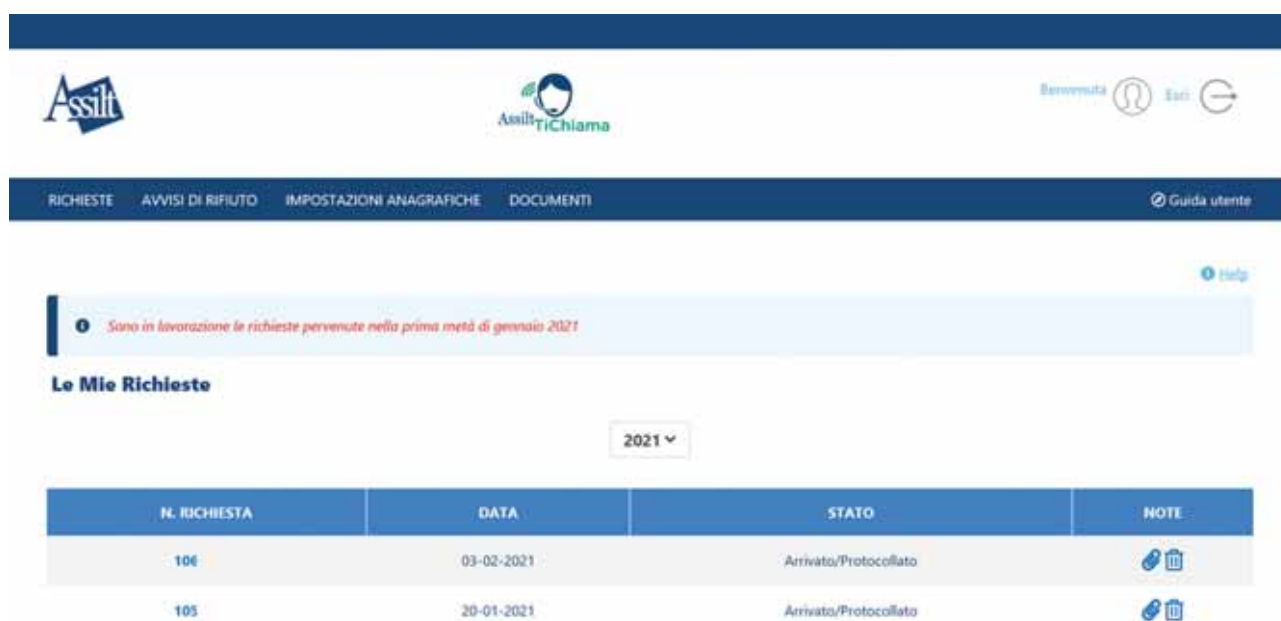 Assilt
Assilt TiChiama
Benvenuta Esci
RICHIESTE AVVISI DI RIFIUTO IMPOSTAZIONI ANAGRAFICHE DOCUMENTI Guida utente
Help
Sono in lavorazione le richieste pervenute nella prima metà di gennaio 2021
Le Mie Richieste
2021
N. RICHIESTA DATA STATO NOTE
106 03-02-2021 Arrivato/Protocollato
105 20-01-2021 Arrivato/Protocollato